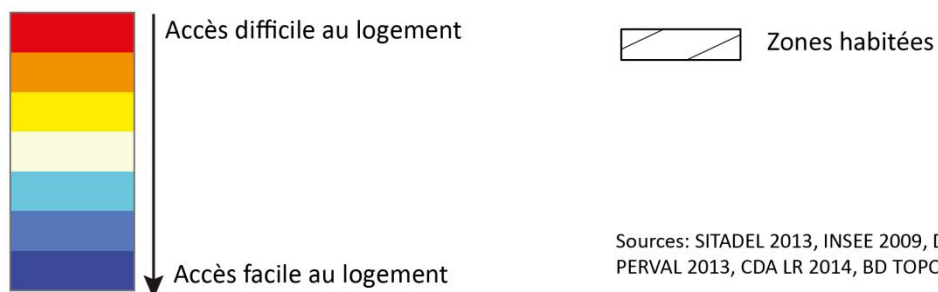 Accès difficile au logement
Zones habitées
Sources: SITADEL 2013, INSEE 2009,
PERVAL 2013, CDA LR 2014, BD TOPO
Accès facile au logement